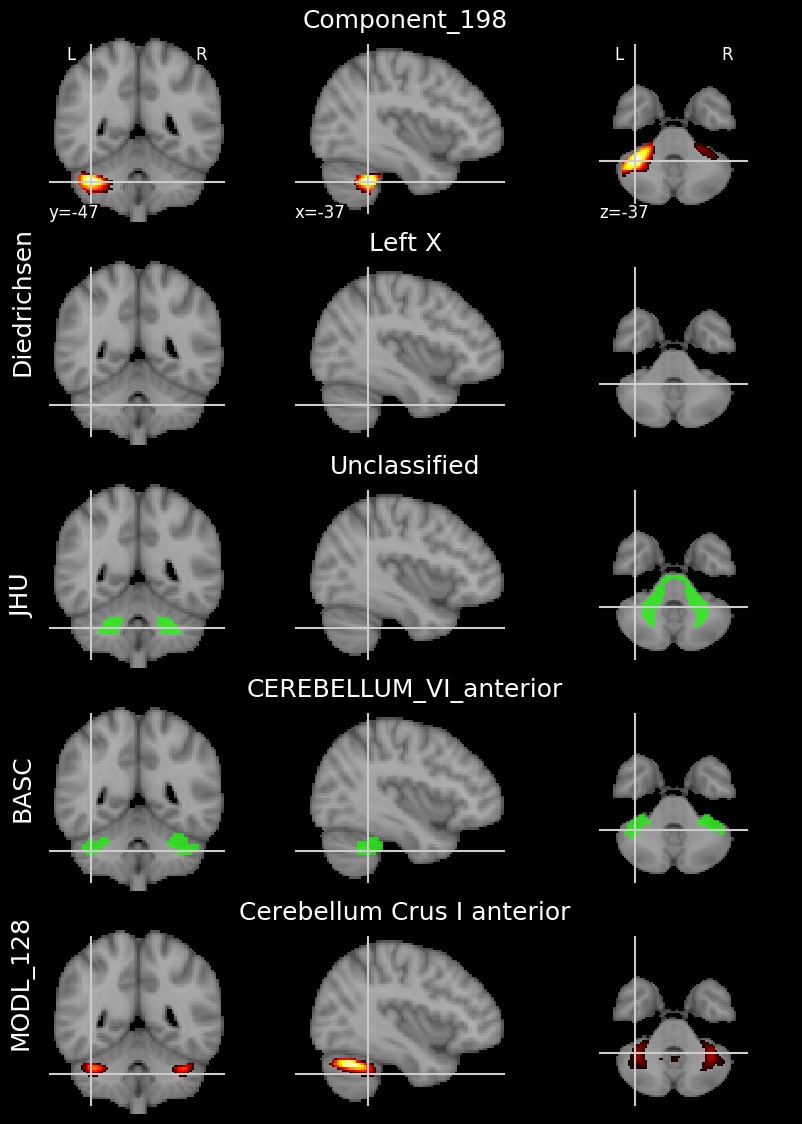 Component_198
L R L R
y=-47 x=-37 z=-37
Diedrichsen
Left X
JHU
Unclassified
BASC
CEREBELLUM_VI_anterior
MODL_128
Cerebellum Crus I anterior